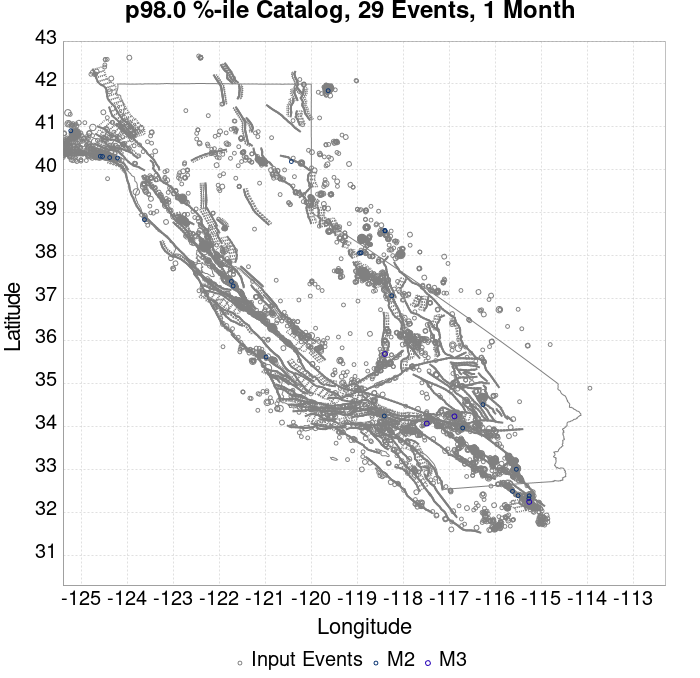 p98.0 %-ile Catalog, 29 Events, 1 Month
43
42
41
40
39
38
37
36
35
34
33
32
31
Latitude
-125 -124 -123 -122 -121 -120 -119 -118 -117 -116 -115 -114 -113
Longitude
Input Events M2 M3